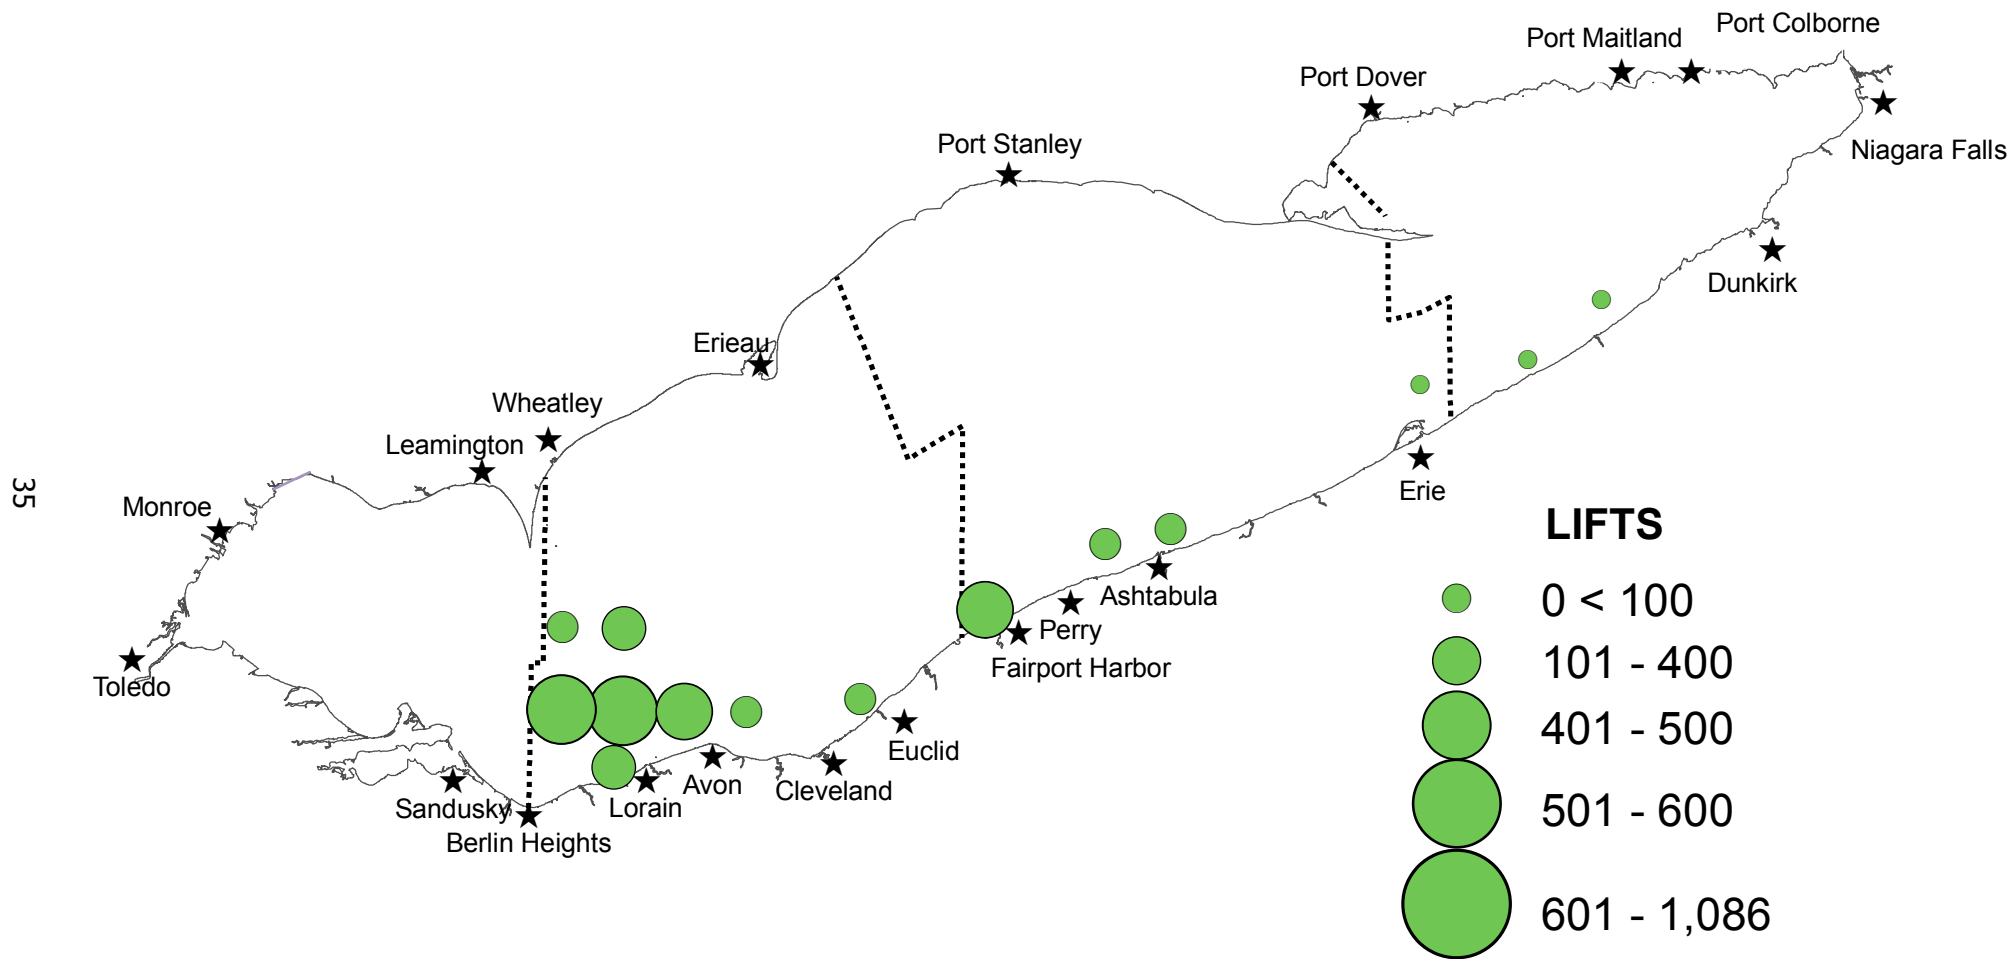 Port Colborne
Port Maitland
Port Dover
Port Stanley
Niagara Falls
Dunkirk
Erieau
Wheatley
Leamington
Monroe
35
Erie
LIFTS
Ashtabula
0 < 100
Perry
101 - 400
Fairport Harbor
Toledo
401 - 500
Euclid
Avon
Cleveland
Sandusky
Lorain
501 - 600
Berlin Heights
601 - 1,086